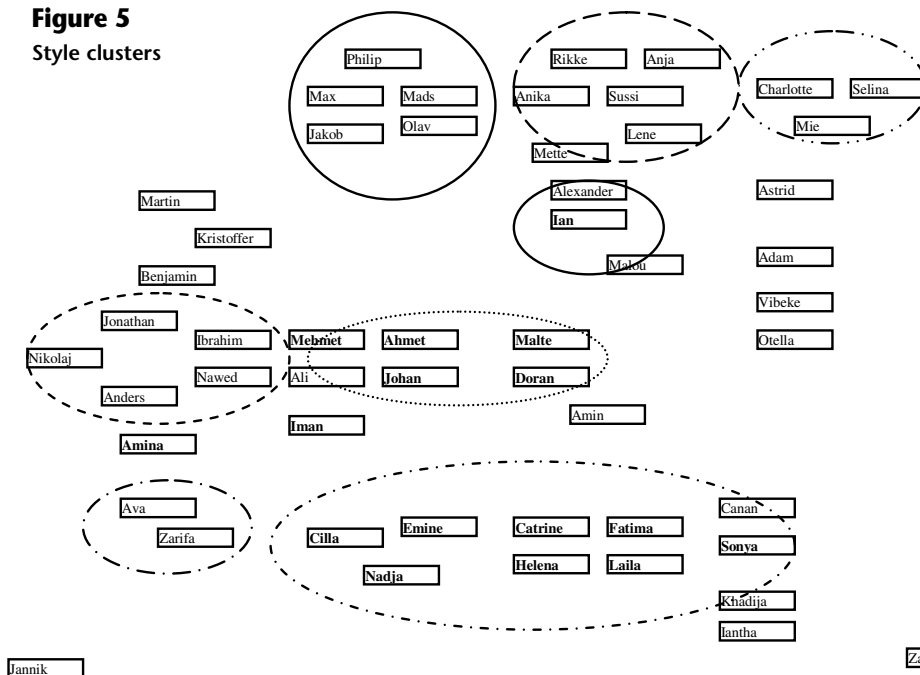 Figure 5
Style clusters
Philip
Rikke
Anja
Max
Mads
Anika
Sussi
Charlotte
Selina
Jakob
Olav
Lene
Mie
Mette
Martin
Alexander
Astrid
Ian
Kristoffer
Benjamin
Malou
Adam
Jonathan
Vibeke
Nikolaj
Ibrahim
Mehmet
Ahmet
Malte
Otella
Nawed
Ali
Johan
Doran
Anders
Amin
Amina
Iman
Ava
Canan
Zarifa
Cilla
Emine
Catrine
Fatima
Sonya
Nadja
Helena
Laila
Khadija
Iantha
Jannik
Za